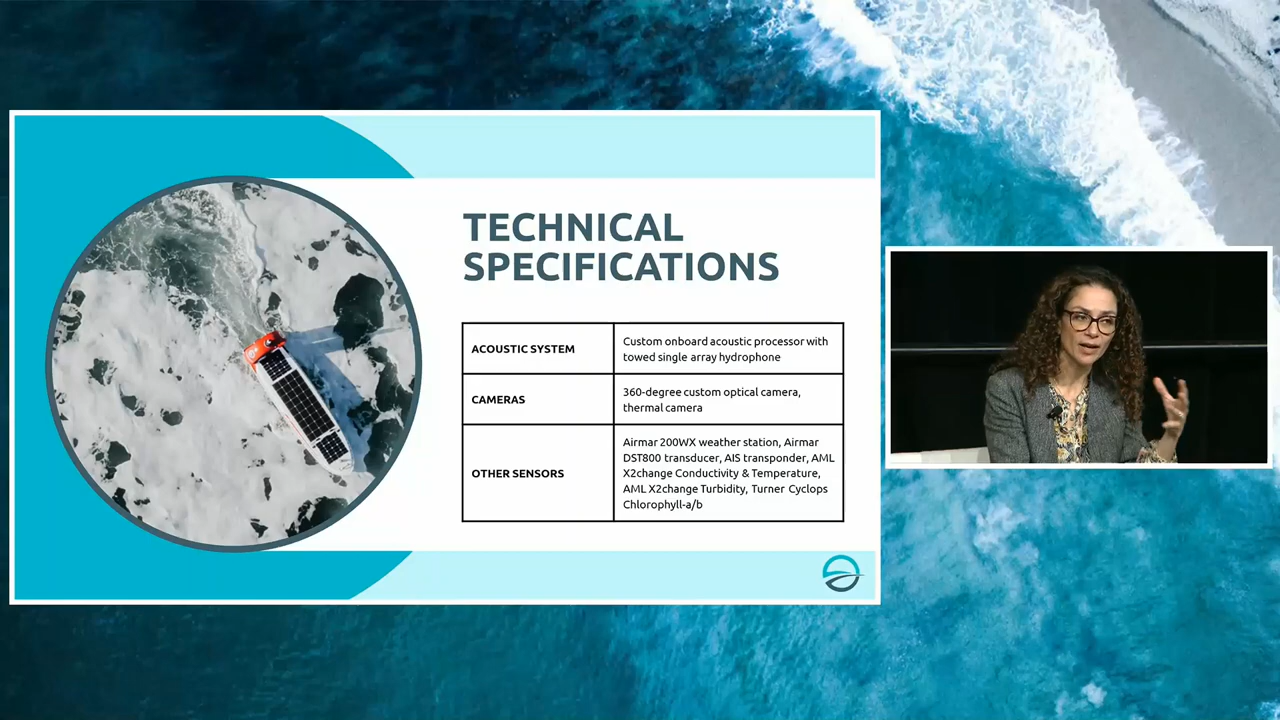 TECHNICAL
SPECIFICATIONS
ACOUSTIC SYSTEM
Custom onboard acoustic processor with
towed single array hydrophone
CAMERAS
360-degree custom optical camera,
thermal camera
OTHER SENSORS
Airmar 200WX weather station, Airmar
DST800 transducer, AIS transponder, AML
X2change Conductivity & Temperature,
AML X2change Turbidity, Turner Cyclops
Chlorophyll-a/b